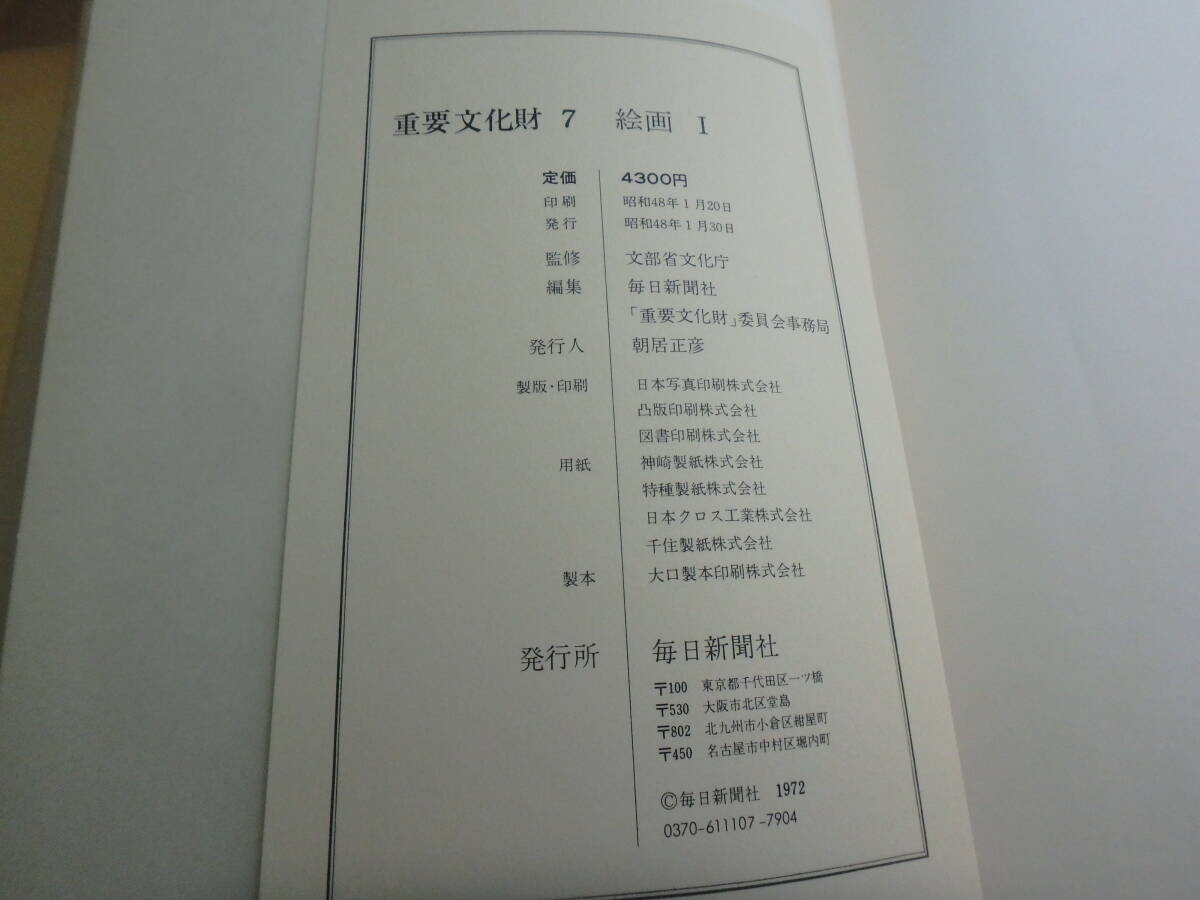 重要文化財 7 絵画 I
定価 4300円
印刷 昭和48年1月20日
発行 昭和48年1月30日
監修 文部省文化庁
編集 毎日新聞社
「重要文化財」委員会事務局
発行人 朝居正彦
製版・印刷 日本写真印刷株式会社
凸版印刷株式会社
図書印刷株式会社
用紙 神崎製紙株式会社
特種製紙株式会社
日本クロス工業株式会社
千住製紙株式会社
製本 大口製本印刷株式会社
発行所 毎日新聞社
〒100 東京都千代田区一ツ橋
〒530 大阪市北区堂島
〒802 北九州市小倉区紺屋町
〒450 名古屋市中村区堀内町
©毎日新聞社 1972
0370-611107-7904